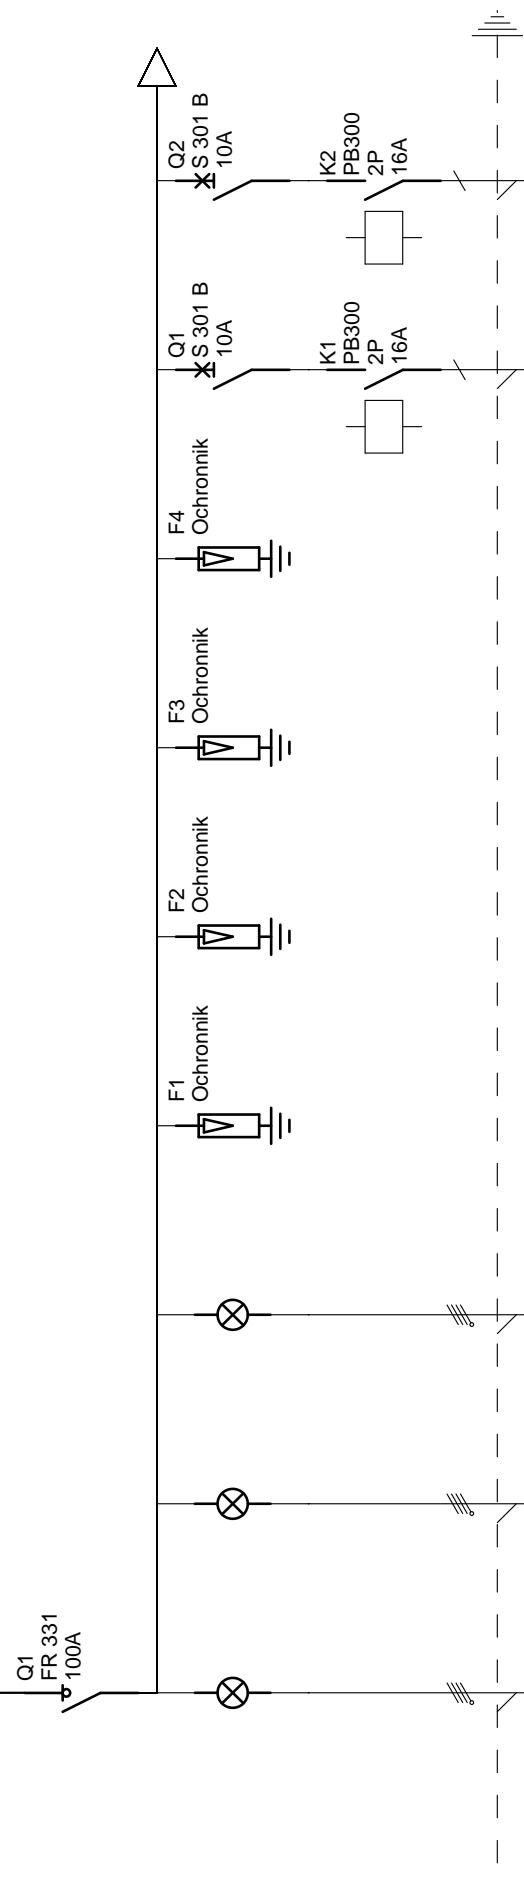 Q1
FR 331
100A
F1
Ochronnik
F2
Ochronnik
F3
Ochronnik
F4
Ochronnik
Q1
S 301 B
10A
K1
PB300
2P
16A
Q2
S 301 B
10A
K2
PB300
2P
16A